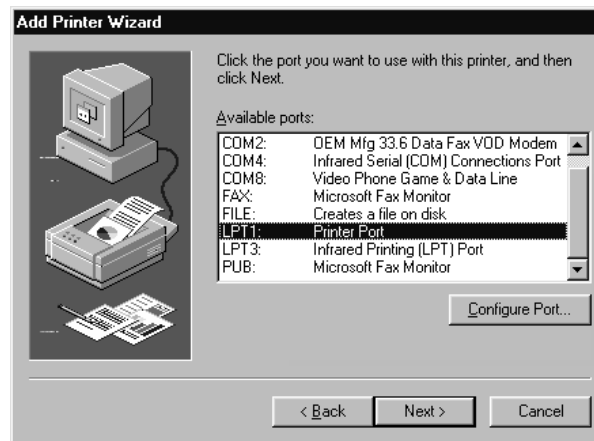 Add Printer Wizard
Click the port you want to use with this printer, and then
click Next.
Available ports:
COM2: OEM Mfg 33.6 Data Fax VOD Modem
COM4: Infrared Serial (COM) Connections Port
COM8: Video Phone Game & Data Line
FAX: Microsoft Fax Monitor
FILE: Creates a file on disk
LPT1: Printer Port
LPT3: Infrared Printing (LPT) Port
PUB: Microsoft Fax Monitor
Configure Port...
< Back Next > Cancel